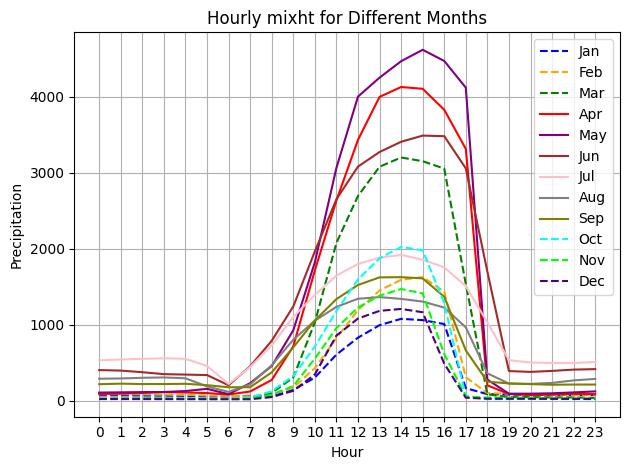 Hourly mixht for Different Months
Precipitation
4000
3000
2000
1000
0
Jan
Feb
Mar
Apr
May
Jun
Jul
Aug
Sep
Oct
Nov
Dec
0 1 2 3 4 5 6 7 8 9 10 11 12 13 14 15 16 17 18 19 20 21 22 23
Hour